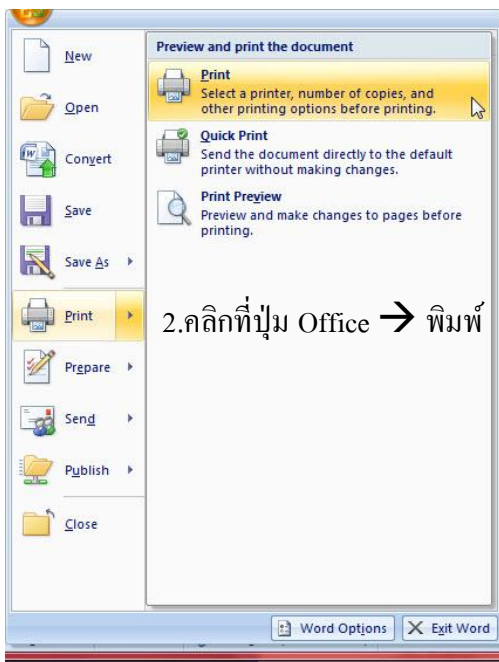 New
Open
Convert
Save
Save As
Print
Prepare
Send
Publish
Close
Preview and print the document
Print
Select a printer, number of copies, and
other printing options before printing.
Quick Print
Send the document directly to the default
printer without making changes.
Print Preview
Preview and make changes to pages before
printing.
2.คลิกที่ปุ่ม Office → พิมพ์
Word Options
Exit Word